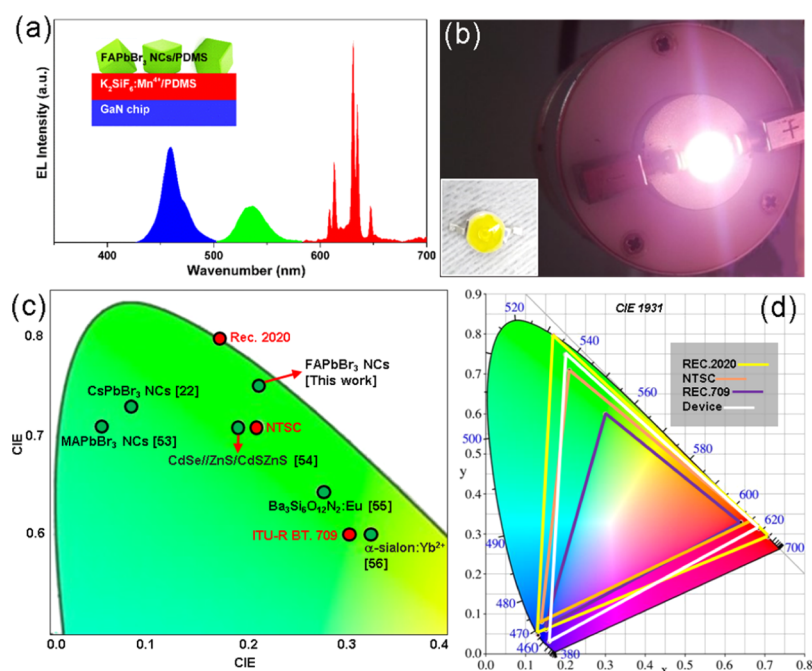 (a)
FAPbBr₃ NCs/PDMS
K₂SiF₆:Mn⁴⁺/PDMS
GaN chip
EL Intensity (a.u.)
400
500
600
700
Wavenumber (nm)
(b)
+
(c)
0.8
0.7
0.6
CIE
Rec. 2020
FAPbBr₃ NCs
[This work]
CsPbBr₃ NCs [22]
MAPbBr₃ NCs [53]
NTSC
CdSe//ZnS/CdSZnS [54]
Ba₃Si₆O₁₂N₂:Eu [55]
ITU-R BT. 709
α-sialon:Yb²⁺
[56]
0.0
0.1
0.2
0.3
0.4
CIE
(d)
CIE 1931
REC.2020
NTSC
REC.709
Device
0.9
0.8
0.7
0.6
0.5
0.4
0.3
0.2
0.1
0.0
y
520
540
560
580
600
620
700
500
490
480
470
460
380
0.0
0.1
0.2
0.3
0.4
0.5
0.6
0.7
0.8
x